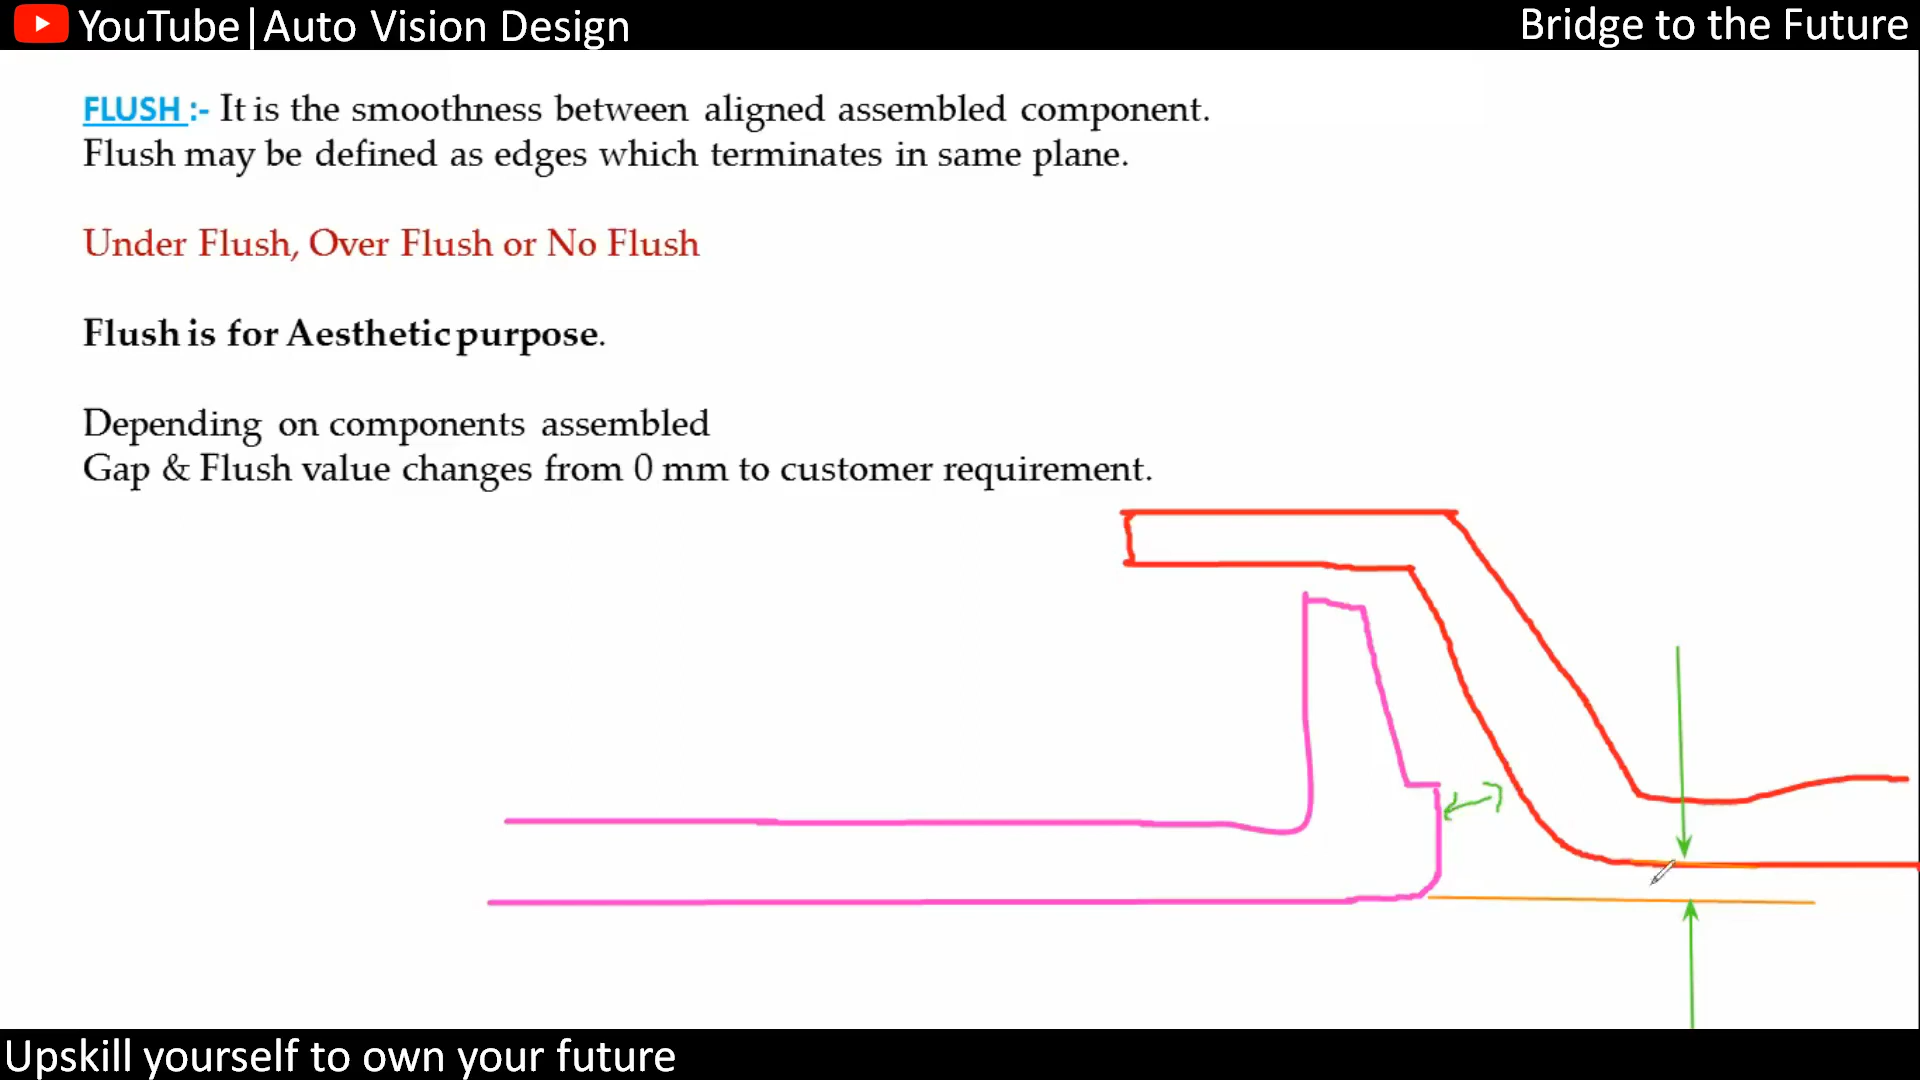 YouTube|Auto Vision Design
Bridge to the Future
FLUSH :- It is the smoothness between aligned assembled component.
Flush may be defined as edges which terminates in same plane.
Under Flush, Over Flush or No Flush
Flush is for Aesthetic purpose.
Depending on components assembled
Gap & Flush value changes from 0 mm to customer requirement.
Upskill yourself to own your future